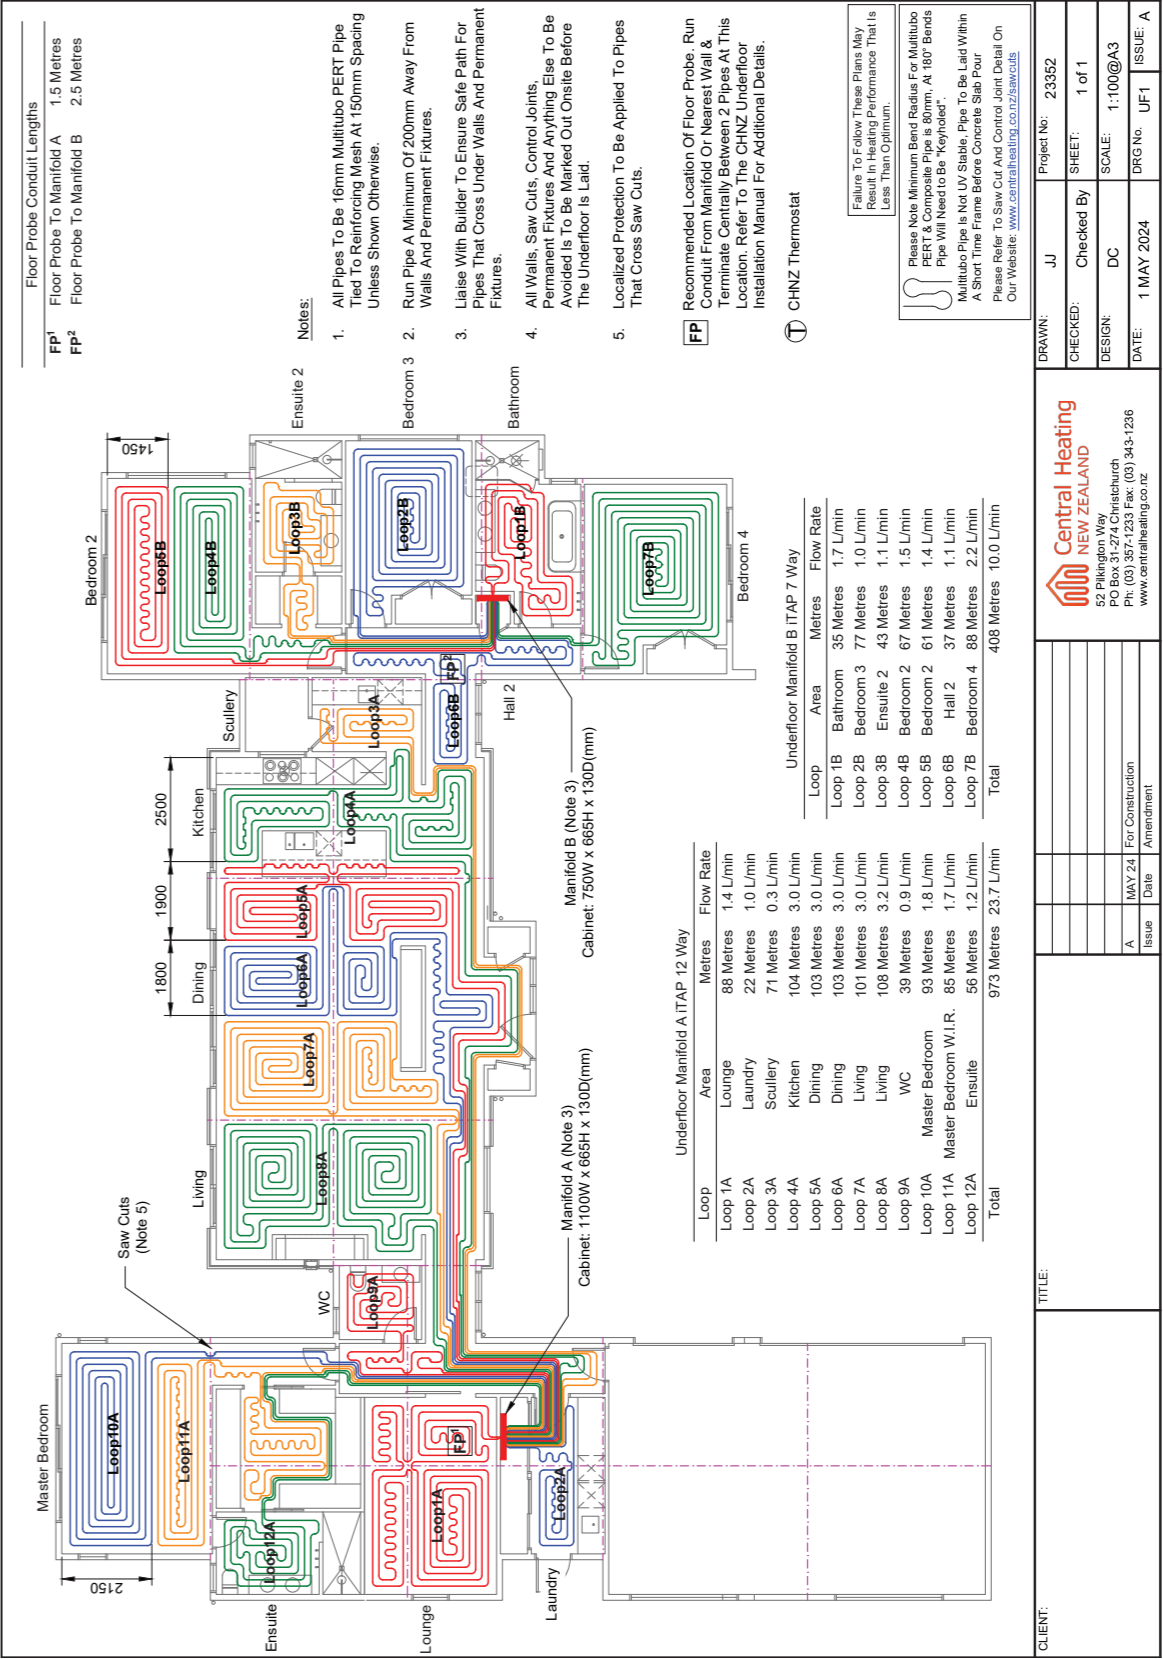 Floor Probe Conduit Lengths
FP¹ Floor Probe To Manifold A 1.5 Metres
FP² Floor Probe To Manifold B 2.5 Metres
Notes:
1. All Pipes To Be 16mm Multitubo PERT Pipe
Tied To Reinforcing Mesh At 150mm Spacing
Unless Shown Otherwise.
2. Run Pipe A Minimum Of 200mm Away From
Walls And Permanent Fixtures.
3. Liaise With Builder To Ensure Safe Path For
Pipes That Cross Under Walls And Permanent
Fixtures.
4. All Walls, Saw Cuts, Control Joints,
Permanent Fixtures And Anything Else To Be
Avoided Is To Be Marked Out Onsite Before
The Underfloor Is Laid.
5. Localized Protection To Be Applied To Pipes
That Cross Saw Cuts.
FP Recommended Location Of Floor Probe. Run
Conduit From Manifold Or Nearest Wall &
Terminate Centrally Between 2 Pipes At This
Location. Refer To The CHNZ Underfloor
Installation Manual For Additional Details.
T CHNZ Thermostat
Failure To Follow These Plans May
Result In Heating Performance That Is
Less Than Optimum.
Please Note Minimum Bend Radius For Multitubo
PERT & Composite Pipe is 80mm, At 180° Bends
Pipe Will Need to Be "Keyholed".
Multitubo Pipe Is Not UV Stable, Pipe To Be Laid Within
A Short Time Frame Before Concrete Slab Pour
Please Refer To Saw Cut And Control Joint Detail On
Our Website: www.centralheating.co.nz/sawcuts
Master Bedroom
Saw Cuts
(Note 5)
2150
Loop10A
Loop11A
Ensuite
Loop12A
Lounge
Loop1A
FP¹
Laundry
Loop2A
WC
Loop9A
Living
Loop8A
Loop7A
Dining
1800
Loop6A
1900
Loop5A
Kitchen
2500
Loop4A
Scullery
Loop3A
Loop6B
FP²
Hall 2
Bedroom 2
1450
Loop5B
Loop4B
Ensuite 2
Loop3B
Bedroom 3
Loop2B
Bathroom
Loop1B
Bedroom 4
Loop7B
Manifold A (Note 3)
Cabinet: 1100W x 665H x 130D(mm)
Manifold B (Note 3)
Cabinet: 750W x 665H x 130D(mm)
Underfloor Manifold A iTAP 12 Way
Loop Area Metres Flow Rate
Loop 1A Lounge 88 Metres 1.4 L/min
Loop 2A Laundry 22 Metres 1.0 L/min
Loop 3A Scullery 71 Metres 0.3 L/min
Loop 4A Kitchen 104 Metres 3.0 L/min
Loop 5A Dining 103 Metres 3.0 L/min
Loop 6A Dining 103 Metres 3.0 L/min
Loop 7A Living 101 Metres 3.0 L/min
Loop 8A Living 108 Metres 3.2 L/min
Loop 9A WC 39 Metres 0.9 L/min
Loop 10A Master Bedroom 93 Metres 1.8 L/min
Loop 11A Master Bedroom W.I.R. 85 Metres 1.7 L/min
Loop 12A Ensuite 56 Metres 1.2 L/min
Total 973 Metres 23.7 L/min
Underfloor Manifold B iTAP 7 Way
Loop Area Metres Flow Rate
Loop 1B Bathroom 35 Metres 1.7 L/min
Loop 2B Bedroom 3 77 Metres 1.0 L/min
Loop 3B Ensuite 2 43 Metres 1.1 L/min
Loop 4B Bedroom 2 67 Metres 1.5 L/min
Loop 5B Bedroom 2 61 Metres 1.4 L/min
Loop 6B Hall 2 37 Metres 1.1 L/min
Loop 7B Bedroom 4 88 Metres 2.2 L/min
Total 408 Metres 10.0 L/min
CLIENT:
TITLE:
A MAY 24 For Construction
Issue Date Amendment
Central Heating
NEW ZEALAND
52 Pilkington Way
PO Box 31-274 Christchurch
Ph: (03) 357-1233 Fax: (03) 343-1236
www.centralheating.co.nz
DRAWN: JJ
Project No: 23352
CHECKED: Checked By
SHEET: 1 of 1
DESIGN: DC
SCALE: 1:100@A3
DATE: 1 MAY 2024
DRG No. UF1
ISSUE: A